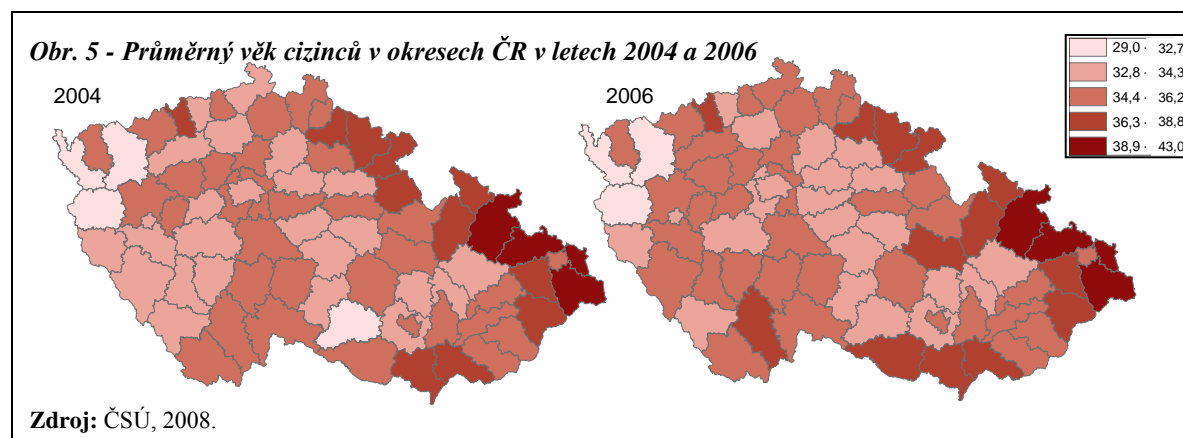 Obr. 5 - Průměrný věk cizinců v okresech ČR v letech 2004 a 2006
2004
2006
29,0 - 32,7
32,8 - 34,3
34,4 - 36,2
36,3 - 38,8
38,9 - 43,0
Zdroj: ČSÚ, 2008.